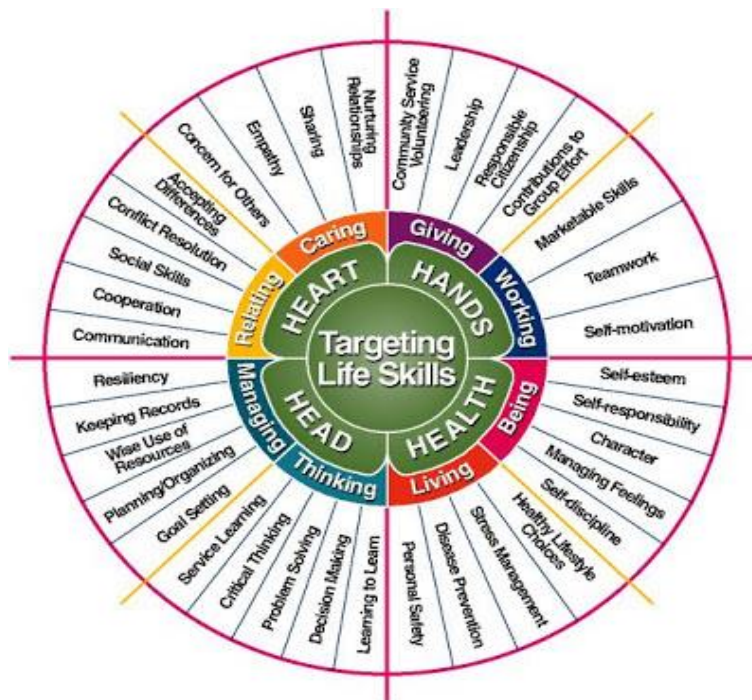 Targeting
Life Skills
HEART
HANDS
HEALTH
HEAD
Caring
Giving
Working
Being
Living
Thinking
Managing
Relating
Nurturing
Relationships
Sharing
Empathy
Concern for Others
Accepting
Differences
Conflict Resolution
Social Skills
Cooperation
Communication
Community Service
Volunteering
Leadership
Responsible
Citizenship
Contributions to
Group Effort
Marketable Skills
Teamwork
Self-motivation
Self-esteem
Self-responsibility
Character
Managing Feelings
Self-discipline
Healthy Lifestyle
Choices
Stress Management
Disease Prevention
Personal Safety
Learning to Learn
Decision Making
Problem Solving
Critical Thinking
Service Learning
Goal Setting
Planning/Organizing
Wise Use of
Resources
Keeping Records
Resiliency